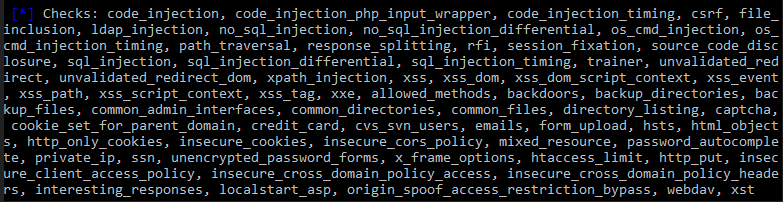 [*] Checks: code_injection, code_injection_php_input_wrapper, code_injection_timing, csrf, file_
inclusion, ldap_injection, no_sql_injection, no_sql_injection_differential, os_cmd_injection, os_
cmd_injection_timing, path_traversal, response_splitting, rfi, session_fixation, source_code_disc
losure, sql_injection, sql_injection_differential, sql_injection_timing, trainer, unvalidated_red
irect, unvalidated_redirect_dom, xpath_injection, xss, xss_dom, xss_dom_script_context, xss_event
, xss_path, xss_script_context, xss_tag, xxe, allowed_methods, backdoors, backup_directories, bac
kup_files, common_admin_interfaces, common_directories, common_files, directory_listing, captcha,
cookie_set_for_parent_domain, credit_card, cvs_svn_users, emails, form_upload, hsts, html_object
s, http_only_cookies, insecure_cookies, insecure_cors_policy, mixed_resource, password_autocomple
te, private_ip, ssn, unencrypted_password_forms, x_frame_options, htaccess_limit, http_put, insec
ure_client_access_policy, insecure_cross_domain_policy_access, insecure_cross_domain_policy_heade
rs, interesting_responses, localstart_asp, origin_spoof_access_restriction_bypass, webdav, xst